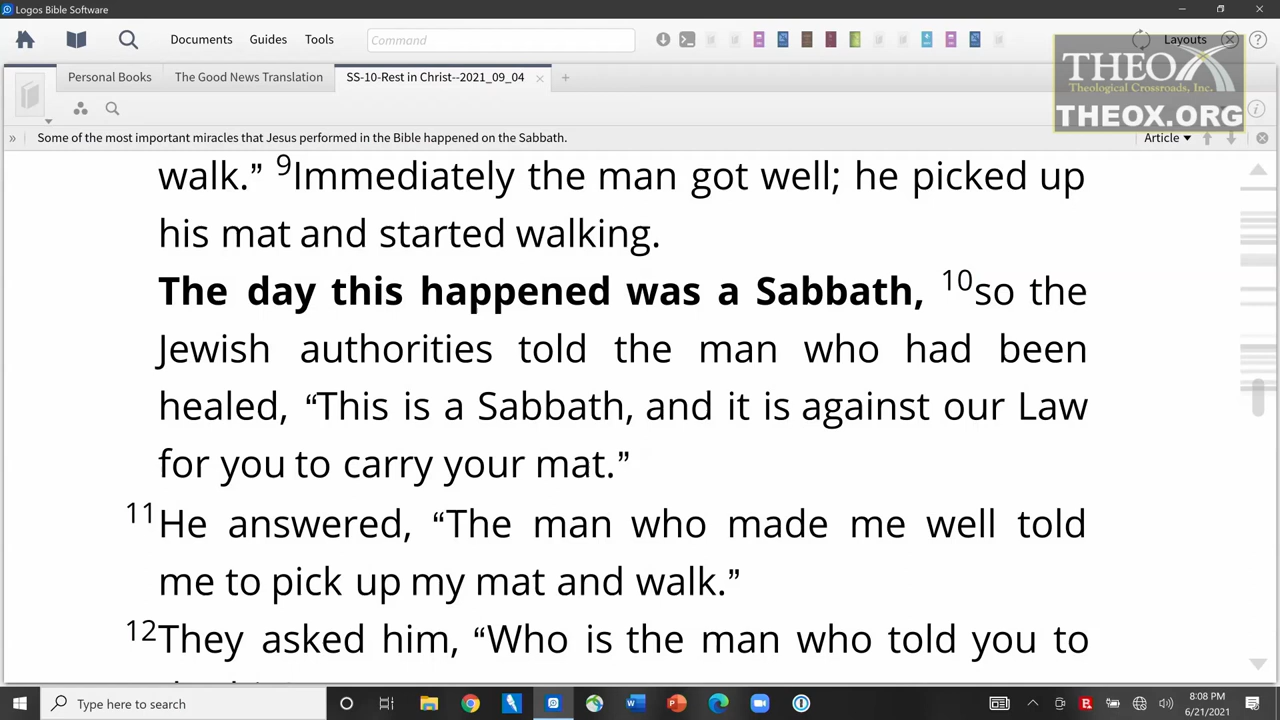 Logos Bible Software
Documents Guides Tools Command Layouts
THEOX
Theological Crossroads, Inc.
THEOX.ORG
Personal Books The Good News Translation SS-10-Rest in Christ--2021_09_04
Some of the most important miracles that Jesus performed in the Bible happened on the Sabbath. Article
walk.” 9Immediately the man got well; he picked up
his mat and started walking.
The day this happened was a Sabbath, 10so the
Jewish authorities told the man who had been
healed, “This is a Sabbath, and it is against our Law
for you to carry your mat.”
11He answered, “The man who made me well told
me to pick up my mat and walk.”
12They asked him, “Who is the man who told you to
Type here to search
8:08 PM
6/21/2021